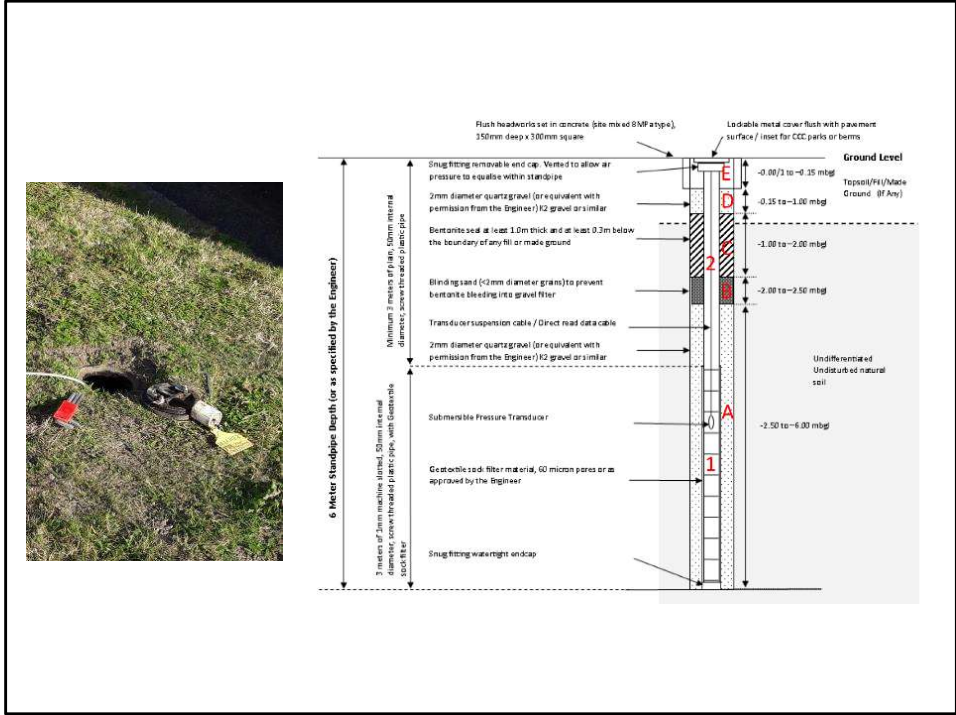 Flush headworks set in concrete (site mixed 8MPa type),
150mm deep x 300mm square
Lockable metal cover flush with pavement
surface / inset for CCC parks or berms
Ground Level
Snug fitting removable end cap. Vented to allow air
pressure to equalise within standpipe
E
-0.00/1 to -0.15 mbgl
Topsoil/Fill/Made
Ground (If Any)
2mm diameter quartz gravel (or equivalent with
permission from the Engineer) K2 gravel or similar
D
-0.15 to -1.00 mbgl
Bentonite seal at least 1.0m thick and at least 0.3m below
the boundary of any fill or made ground
C
-1.00 to -2.00 mbgl
2
Blinding sand (<2mm diameter grains) to prevent
bentonite bleeding into gravel filter
B
-2.00 to -2.50 mbgl
Transducer suspension cable / Direct read data cable
2mm diameter quartz gravel (or equivalent with
permission from the Engineer) K2 gravel or similar
Undifferentiated
Undisturbed natural
soil
Submersible Pressure Transducer
A
-2.50 to -6.00 mbgl
1
Geotextile sock filter material, 60 micron pores or as
approved by the Engineer
Snug fitting watertight endcap
6 Meter Standpipe Depth (or as specified by the Engineer)
Minimum 3 meters of plain, 50mm internal
diameter, screw threaded plastic pipe
3 meters of 1mm machine slotted, 50mm internal
diameter, screw threaded plastic pipe, with Geotextile
sock filter